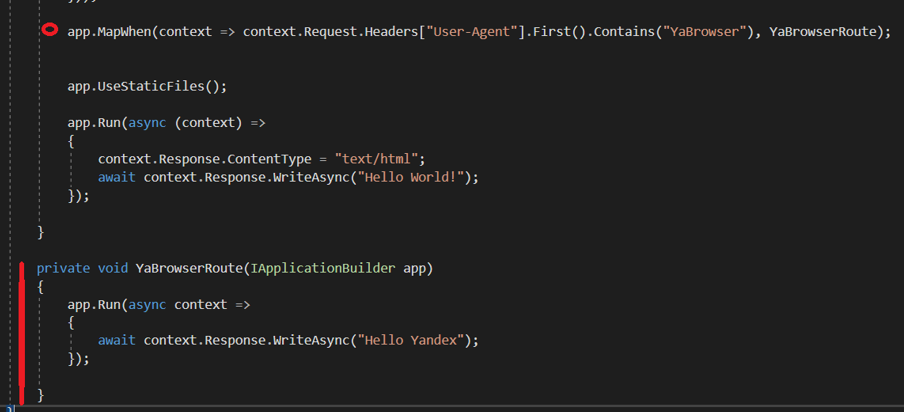 }));
app.MapWhen(context => context.Request.Headers["User-Agent"].First().Contains("YaBrowser"), YaBrowserRoute);
app.UseStaticFiles();
app.Run(async (context) =>
{
context.Response.ContentType = "text/html";
await context.Response.WriteAsync("Hello World!");
});
}
private void YaBrowserRoute(IApplicationBuilder app)
{
app.Run(async context =>
{
await context.Response.WriteAsync("Hello Yandex");
});
}
}